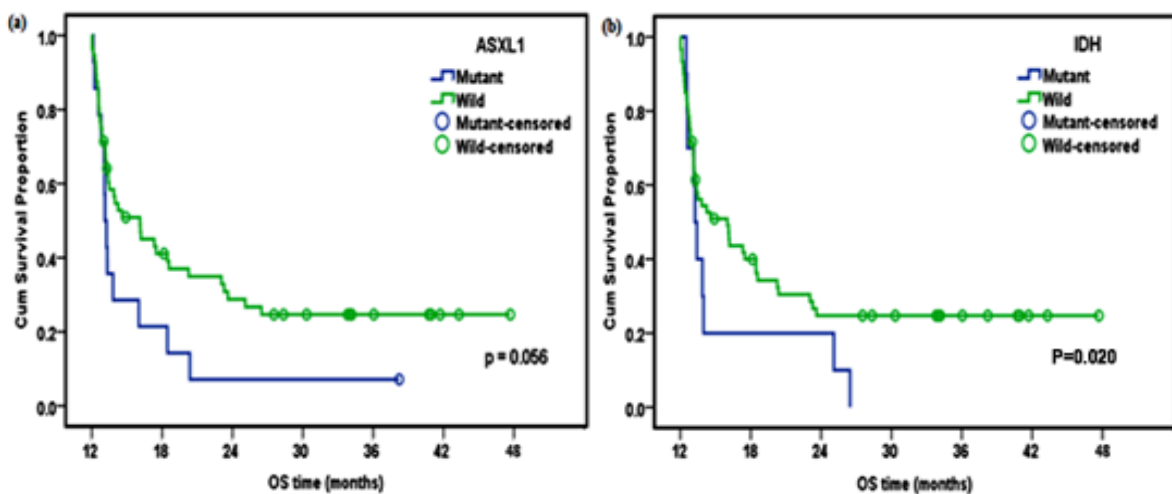 (a)
ASXL1
Mutant
Wild
Mutant-censored
Wild-censored
p = 0.056
Cum Survival Proportion
1.0
0.8
0.6
0.4
0.2
0.0
12 18 24 30 36 42 48
OS time (months)
(b)
IDH
Mutant
Wild
Mutant-censored
Wild-censored
P=0.020
Cum Survival Proportion
1.0
0.8
0.6
0.4
0.2
0.0
12 18 24 30 36 42 48
OS time (months)